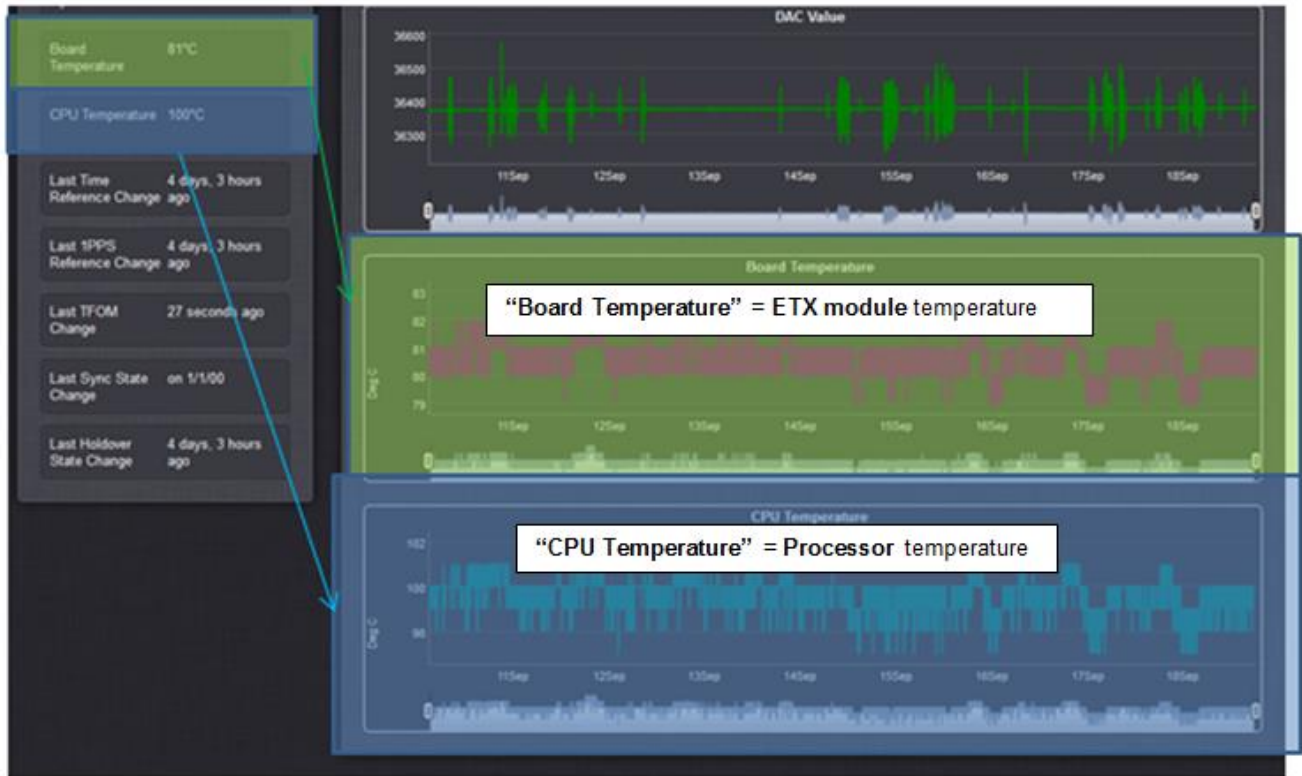 Board 81°C
Temperature
CPU Temperature 100°C
Last Time 4 days, 3 hours
Reference Change ago
Last 1PPS 4 days, 3 hours
Reference Change ago
Last TFOM 27 seconds ago
Change
Last Sync State on 1/1/00
Change
Last Holdover 4 days, 3 hours
State Change ago
DAC Value
36600
36500
36400
36300
11Sep 12Sep 13Sep 14Sep 15Sep 16Sep 17Sep 18Sep
Board Temperature
“Board Temperature” = ETX module temperature
83
82
81
80
79
Deg C
11Sep 12Sep 13Sep 14Sep 15Sep 16Sep 17Sep 18Sep
CPU Temperature
“CPU Temperature” = Processor temperature
102
100
98
Deg C
11Sep 12Sep 13Sep 14Sep 15Sep 16Sep 17Sep 18Sep